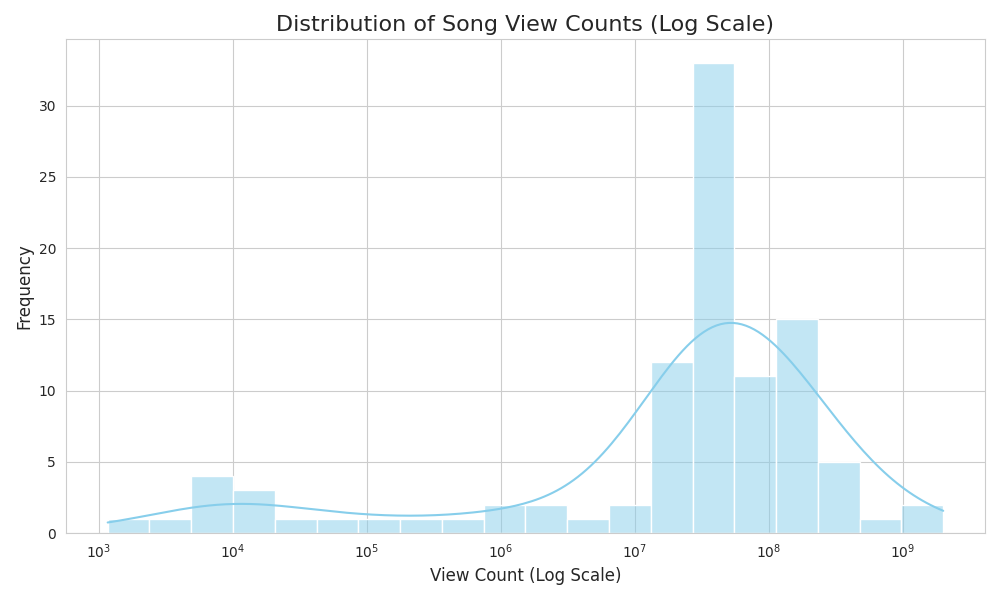 Distribution of Song View Counts (Log Scale)
Frequency
30
25
20
15
10
5
0
10³ 10⁴ 10⁵ 10⁶ 10⁷ 10⁸ 10⁹
View Count (Log Scale)